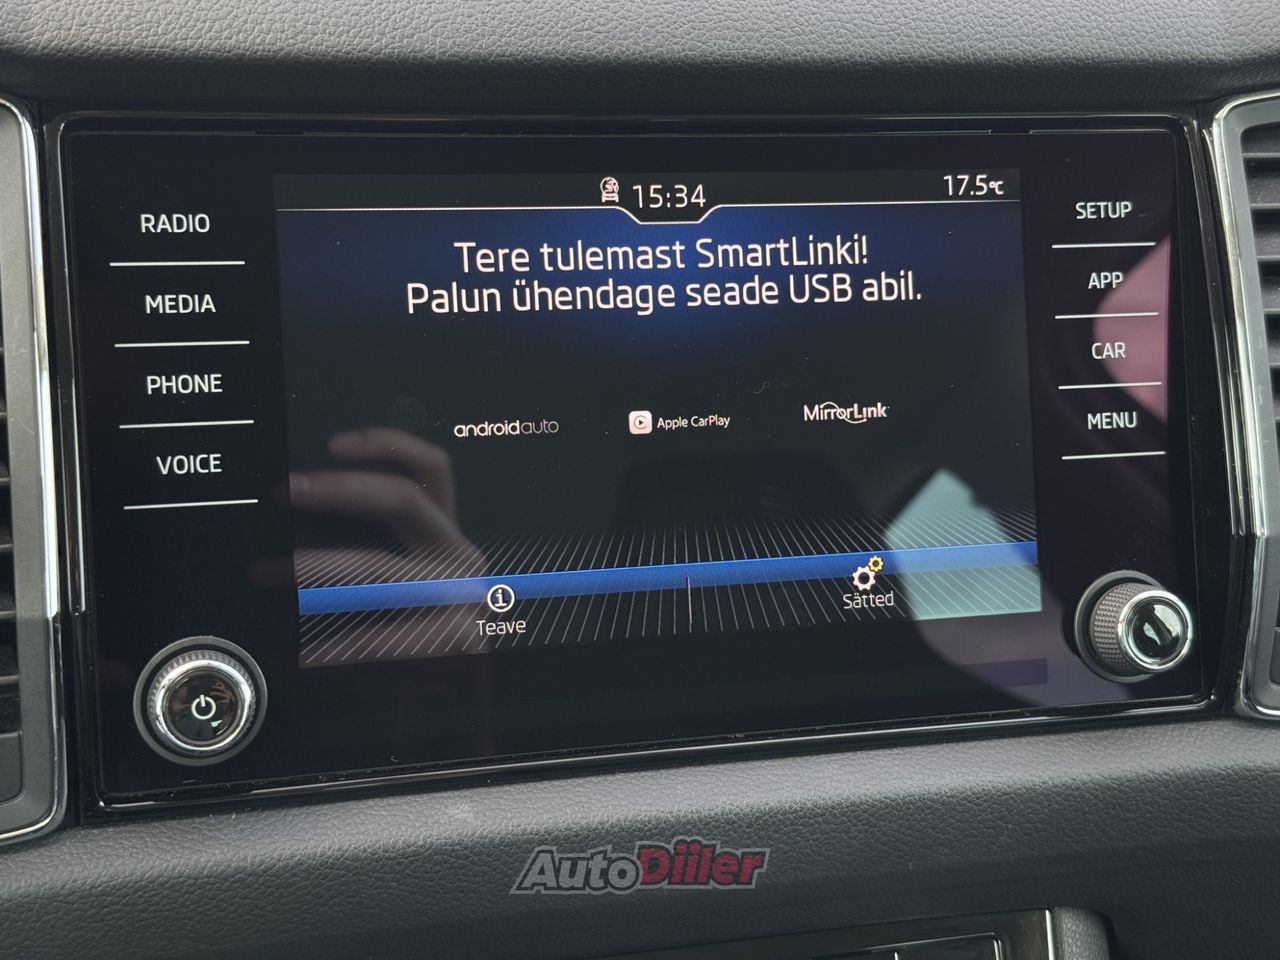 15:34
17.5°C
RADIO
MEDIA
PHONE
VOICE
Tere tulemast SmartLinki!
Palun ühendage seade USB abil.
androidauto
Apple CarPlay
MirrorLink
Teave
Sätted
SETUP
APP
CAR
MENU
AutoDiiler